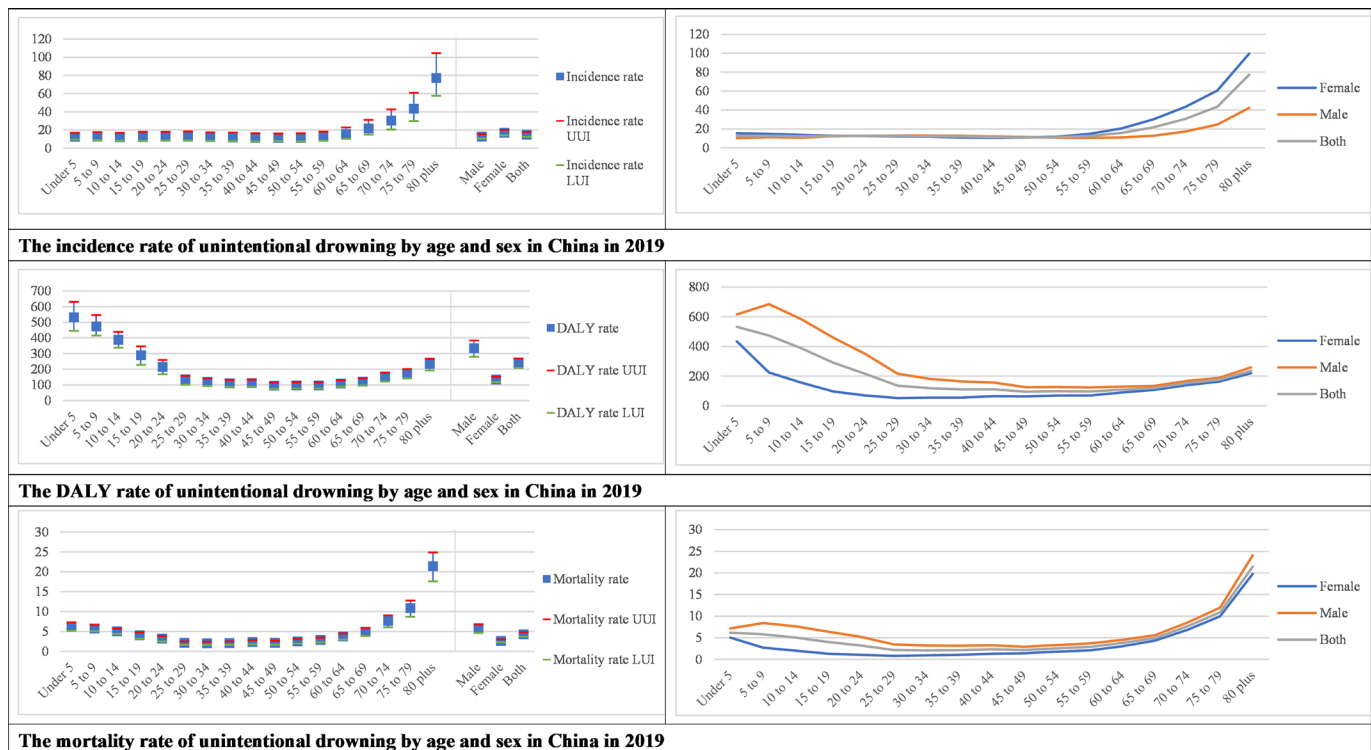 120
100
80
60
40
20
0
Under 5
5 to 9
10 to 14
15 to 19
20 to 24
25 to 29
30 to 34
35 to 39
40 to 44
45 to 49
50 to 54
55 to 59
60 to 64
65 to 69
70 to 74
75 to 79
80 plus
Male
Female
Both
Incidence rate
Incidence rate
UUI
Incidence rate
LUI
120
100
80
60
40
20
0
Under 5
5 to 9
10 to 14
15 to 19
20 to 24
25 to 29
30 to 34
35 to 39
40 to 44
45 to 49
50 to 54
55 to 59
60 to 64
65 to 69
70 to 74
75 to 79
80 plus
Female
Male
Both
The incidence rate of unintentional drowning by age and sex in China in 2019
700
600
500
400
300
200
100
0
Under 5
5 to 9
10 to 14
15 to 19
20 to 24
25 to 29
30 to 34
35 to 39
40 to 44
45 to 49
50 to 54
55 to 59
60 to 64
65 to 69
70 to 74
75 to 79
80 plus
Male
Female
Both
DALY rate
DALY rate UUI
DALY rate LUI
800
600
400
200
0
Under 5
5 to 9
10 to 14
15 to 19
20 to 24
25 to 29
30 to 34
35 to 39
40 to 44
45 to 49
50 to 54
55 to 59
60 to 64
65 to 69
70 to 74
75 to 79
80 plus
Female
Male
Both
The DALY rate of unintentional drowning by age and sex in China in 2019
30
25
20
15
10
5
0
Under 5
5 to 9
10 to 14
15 to 19
20 to 24
25 to 29
30 to 34
35 to 39
40 to 44
45 to 49
50 to 54
55 to 59
60 to 64
65 to 69
70 to 74
75 to 79
80 plus
Male
Female
Both
Mortality rate
Mortality rate UUI
Mortality rate LUI
30
25
20
15
10
5
0
Under 5
5 to 9
10 to 14
15 to 19
20 to 24
25 to 29
30 to 34
35 to 39
40 to 44
45 to 49
50 to 54
55 to 59
60 to 64
65 to 69
70 to 74
75 to 79
80 plus
Female
Male
Both
The mortality rate of unintentional drowning by age and sex in China in 2019